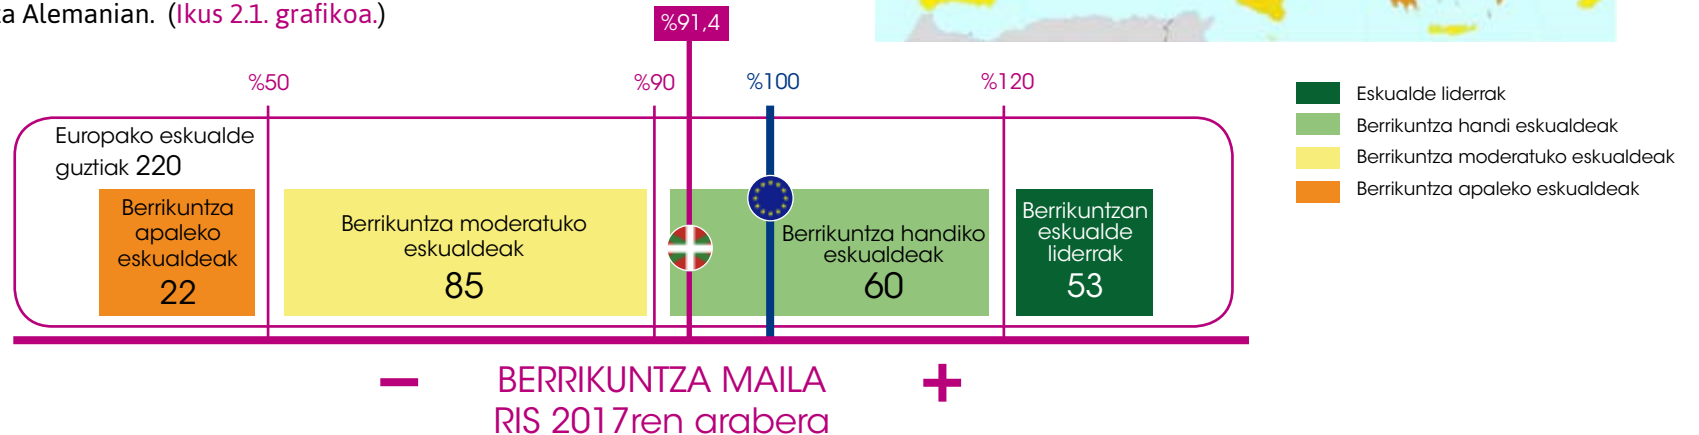 ta Alemanian. (Ikus 2.1. grafikoa.)
%91,4
%50
%90
%100
%120
Europako eskualde
guztiak 220
Berrikuntza
apaleko
eskualdeak
22
Berrikuntza moderatuko
eskualdeak
85
Berrikuntza handiko
eskualdeak
60
Berrikuntzan
eskualde
liderrak
53
Eskualde liderrak
Berrikuntza handi eskualdeak
Berrikuntza moderatuko eskualdeak
Berrikuntza apaleko eskualdeak
− BERRIKUNTZA MAILA +
RIS 2017ren arabera